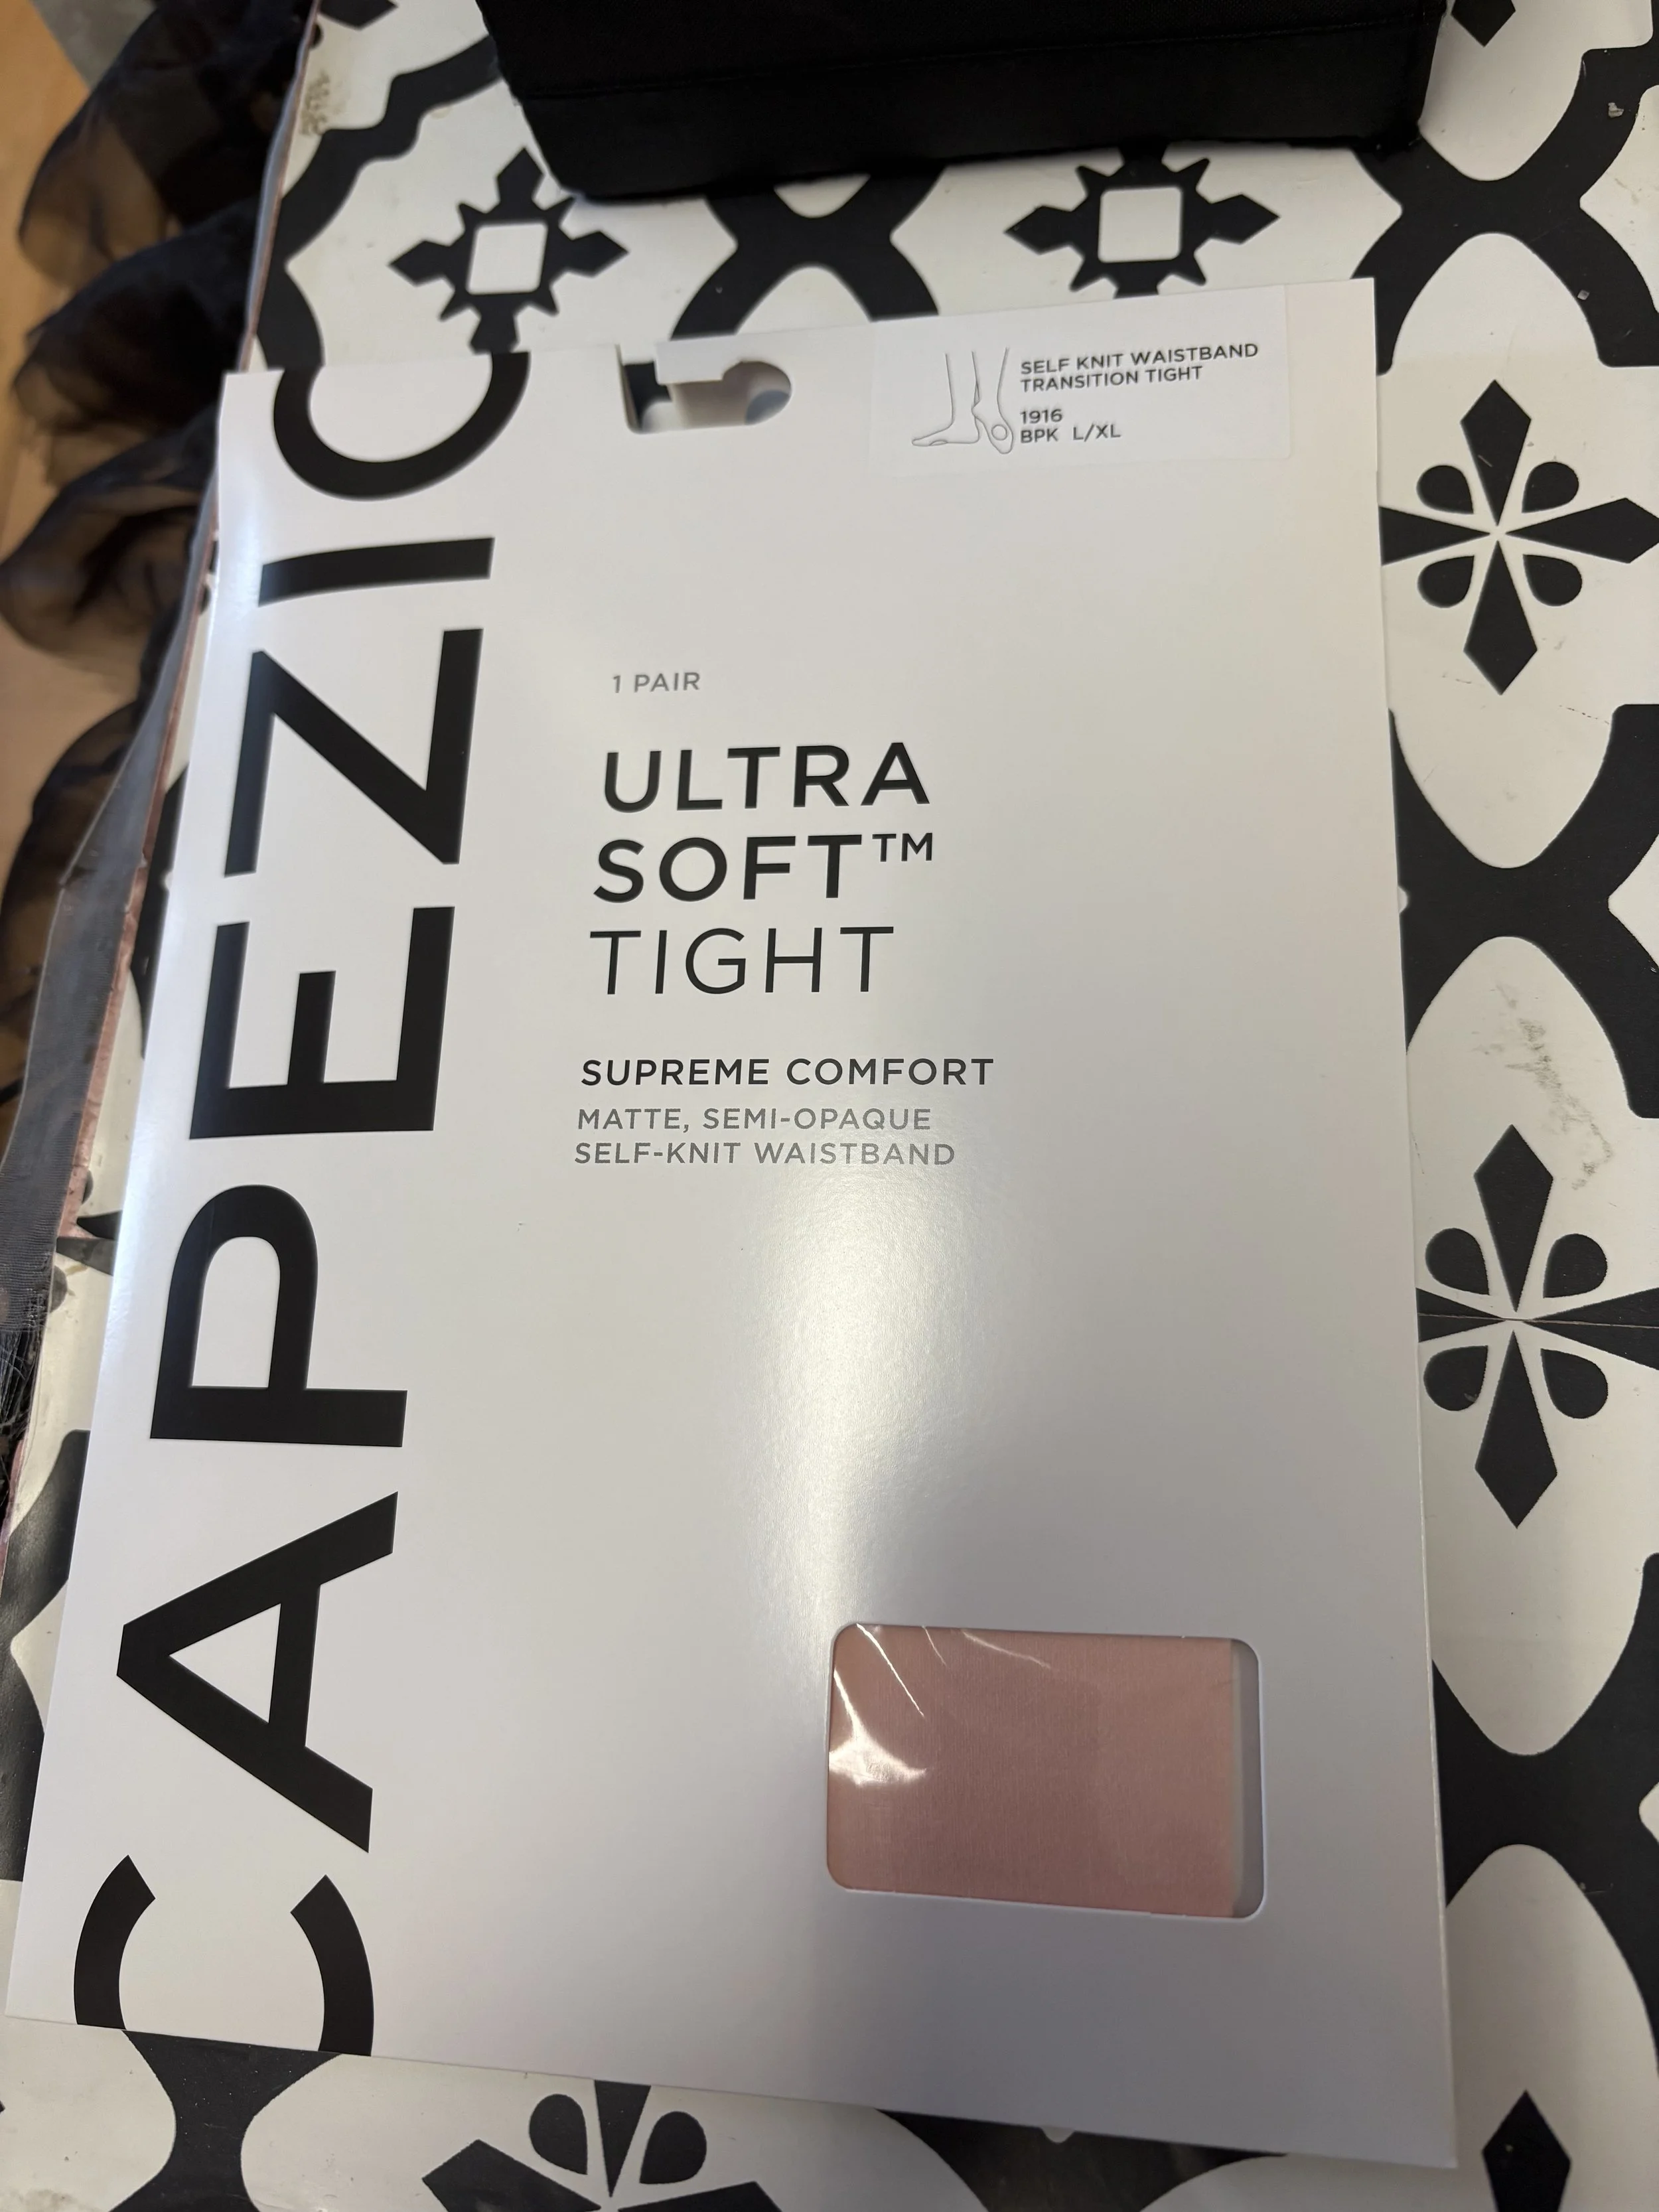 SELF KNIT WAISTBAND
TRANSITION TIGHT
1916
BPK L/XL
CAPEZIO
1 PAIR
ULTRA
SOFT™
TIGHT
SUPREME COMFORT
MATTE, SEMI-OPAQUE
SELF-KNIT WAISTBAND